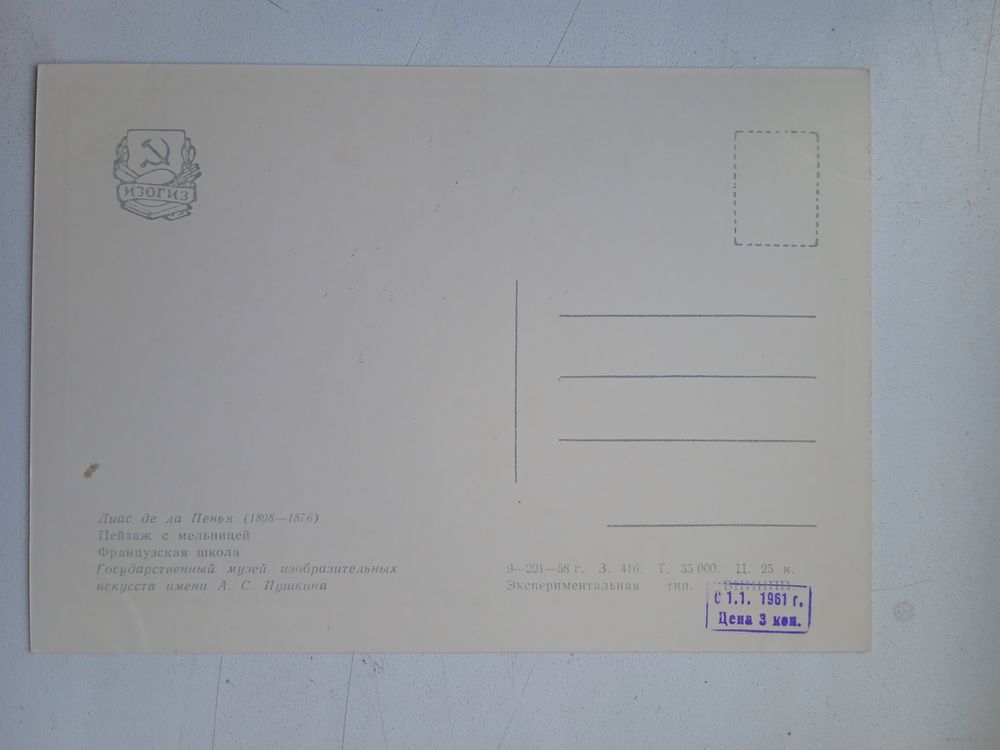 ИЗОГИЗ
Диас де ла Пенья (1808—1876)
Пейзаж с мельницей
Французская школа
Государственный музей изобразительных
искусств имени А. С. Пушкина
9—291—58 г. З. 416. Т. 35 000. Ц. 25 к.
Экспериментальная тип. ВНИИПП.
С 1.1. 1961 г.
Цена 3 коп.